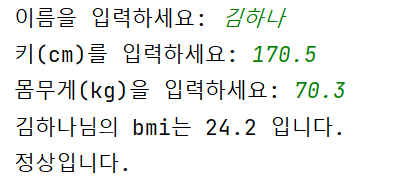 이름을 입력하세요: 김하나
키(cm)를 입력하세요: 170.5
몸무게(kg)을 입력하세요: 70.3
김하나님의 bmi는 24.2 입니다.
정상입니다.